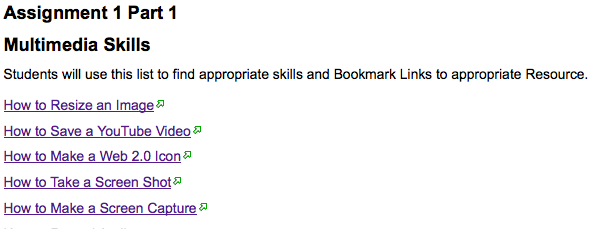 Assignment 1 Part 1
Multimedia Skills
Students will use this list to find appropriate skills and Bookmark Links to appropriate Resource.
How to Resize an Image
How to Save a YouTube Video
How to Make a Web 2.0 Icon
How to Take a Screen Shot
How to Make a Screen Capture